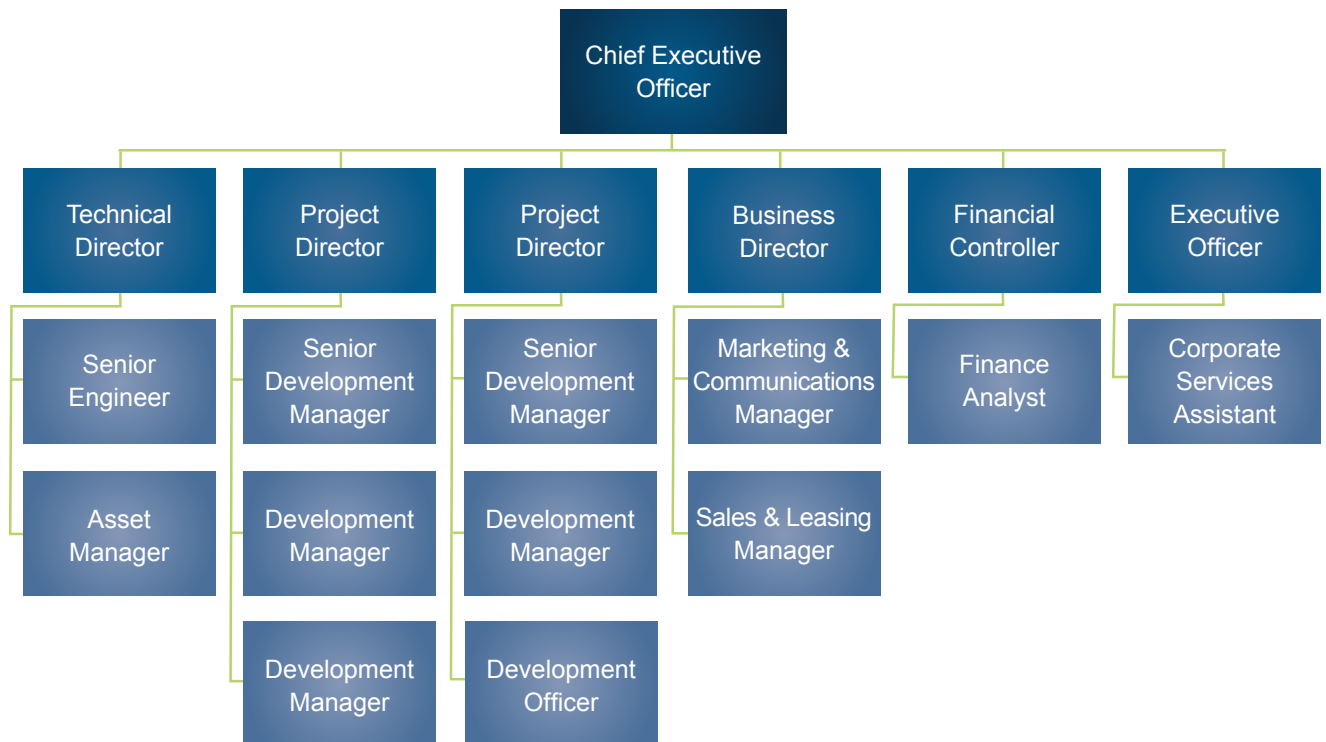 Chief Executive
Officer
Technical
Director
Project
Director
Project
Director
Business
Director
Financial
Controller
Executive
Officer
Senior
Engineer
Senior
Development
Manager
Senior
Development
Manager
Marketing &
Communications
Manager
Finance
Analyst
Corporate
Services
Assistant
Asset
Manager
Development
Manager
Development
Manager
Sales & Leasing
Manager
Development
Manager
Development
Officer